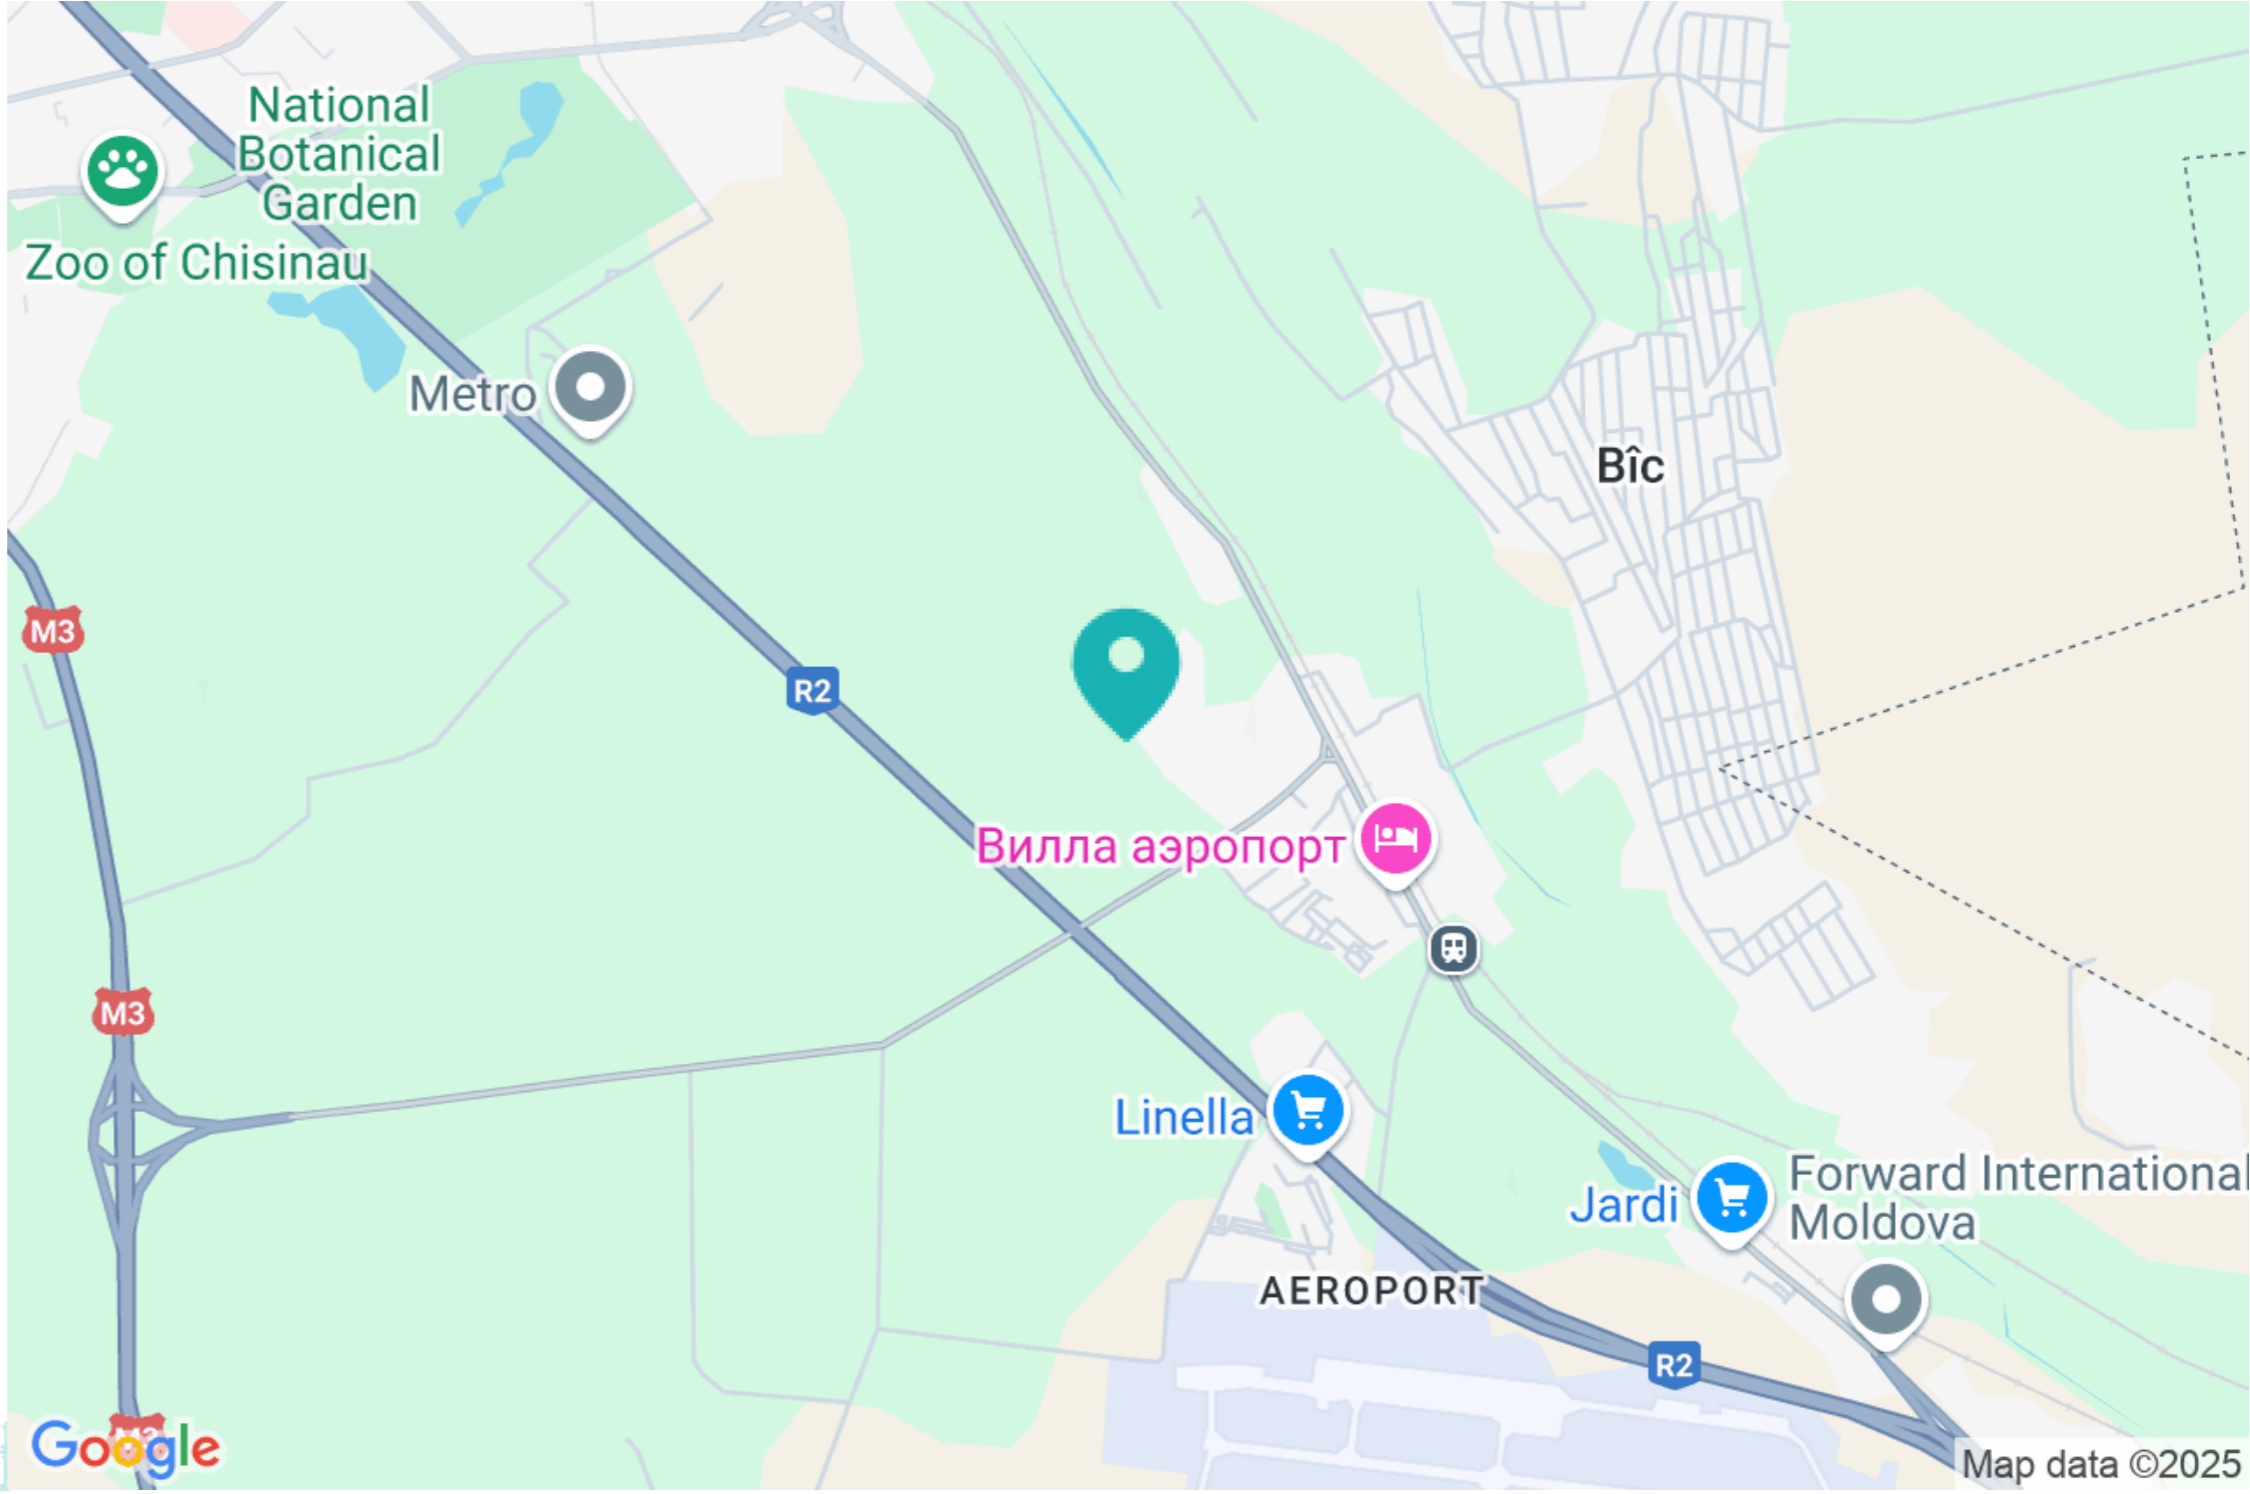 National
Botanical
Garden
Zoo of Chisinau
Metro
Bîc
M3
R2
Вилла аэропорт
M3
Linella
Forward International
Moldova
Jardi
AEROPORT
R2
Google
Map data ©2025